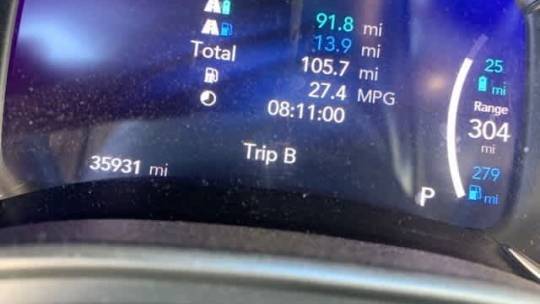 91.8 mi
13.9 mi
Total 105.7 mi
27.4 MPG
08:11:00
Trip B
35931 mi
P
25
mi
Range
304
mi
279
mi